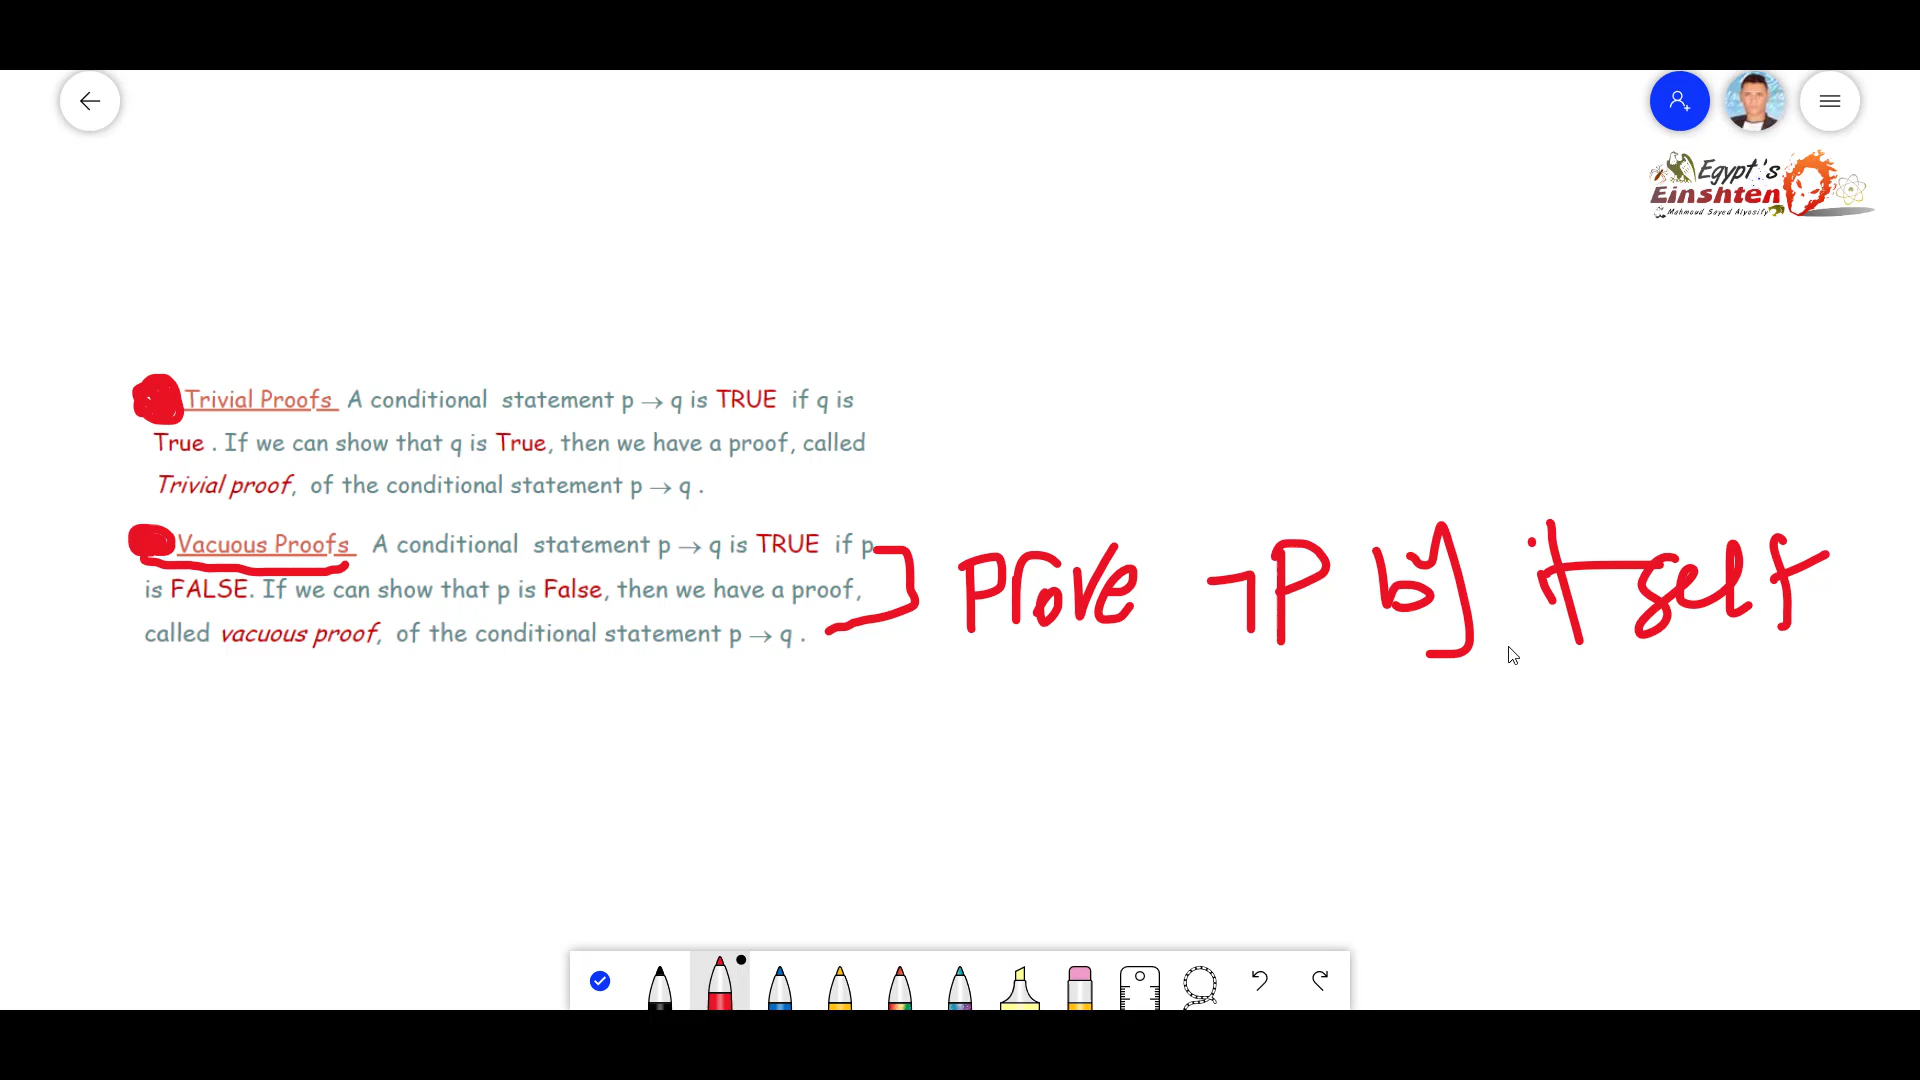 Egypt's
Einshten
Mahmoud Sayed Alyosify
Trivial Proofs A conditional statement p → q is TRUE if q is
True . If we can show that q is True, then we have a proof, called
Trivial proof, of the conditional statement p → q .
Vacuous Proofs A conditional statement p → q is TRUE if p
is FALSE. If we can show that p is False, then we have a proof,
called vacuous proof, of the conditional statement p → q .
Prove ¬P by itself